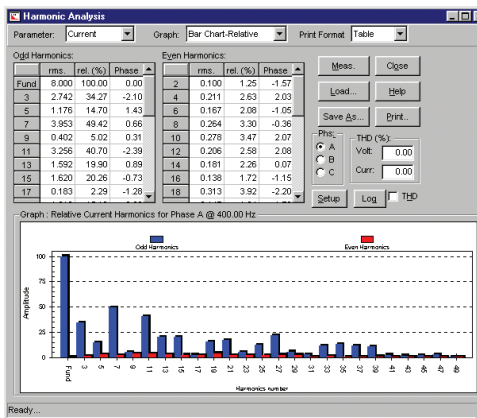 Harmonic Analysis
Parameter: Current Graph: Bar Chart-Relative Print Format Table
Odd Harmonics:
rms. rel. (%) Phase
Fund 8.000 100.00 0.00
3 2.742 34.27 -2.10
5 1.176 14.70 1.43
7 3.953 49.42 0.66
9 0.402 5.02 0.31
11 3.256 40.70 -2.39
13 1.592 19.90 0.89
15 1.620 20.26 -0.73
17 0.183 2.29 -1.28
Even Harmonics:
rms. rel. (%) Phase
2 0.100 1.25 -1.57
4 0.211 2.63 2.03
6 0.167 2.08 -1.05
8 0.264 3.30 -0.36
10 0.278 3.47 2.07
12 0.206 2.58 2.08
14 0.181 2.26 0.07
16 0.138 1.72 -1.15
18 0.313 3.92 -2.20
Meas. Close
Load... Help
Save As... Print..
Phs:
A
B
C
THD (%):
Volt: 0.00
Curr: 0.00
Setup Log THD
Graph : Relative Current Harmonics for Phase A @ 400.00 Hz
Odd Harmonics Even Harmonics
Amplitude
100
75
50
25
0
Fund 3 5 7 9 11 13 15 17 19 21 23 25 27 29 31 33 35 37 39 41 43 45 47 49
Harmonics number
Ready...